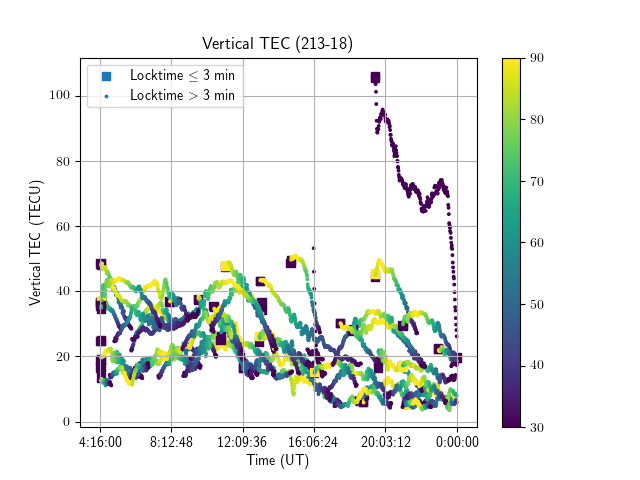 Vertical TEC (213-18)
Locktime ≤ 3 min
Locktime > 3 min
Vertical TEC (TECU)
100
80
60
40
20
0
4:16:00 8:12:48 12:09:36 16:06:24 20:03:12 0:00:00
Time (UT)
90
80
70
60
50
40
30